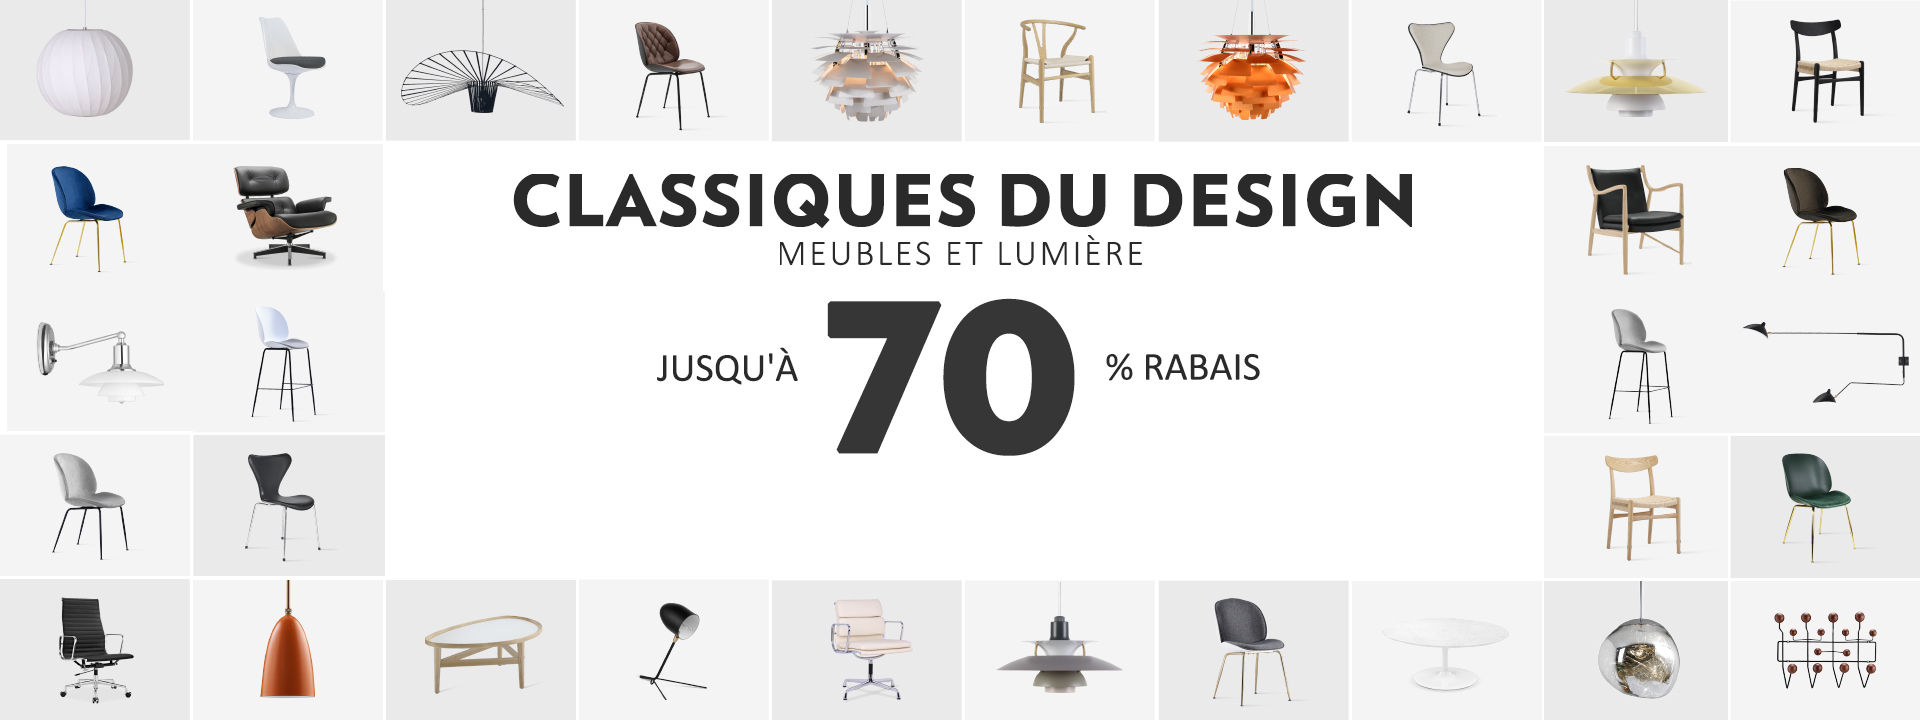 CLASSIQUES DU DESIGN
MEUBLES ET LUMIÈRE
JUSQU'À 70 % RABAIS